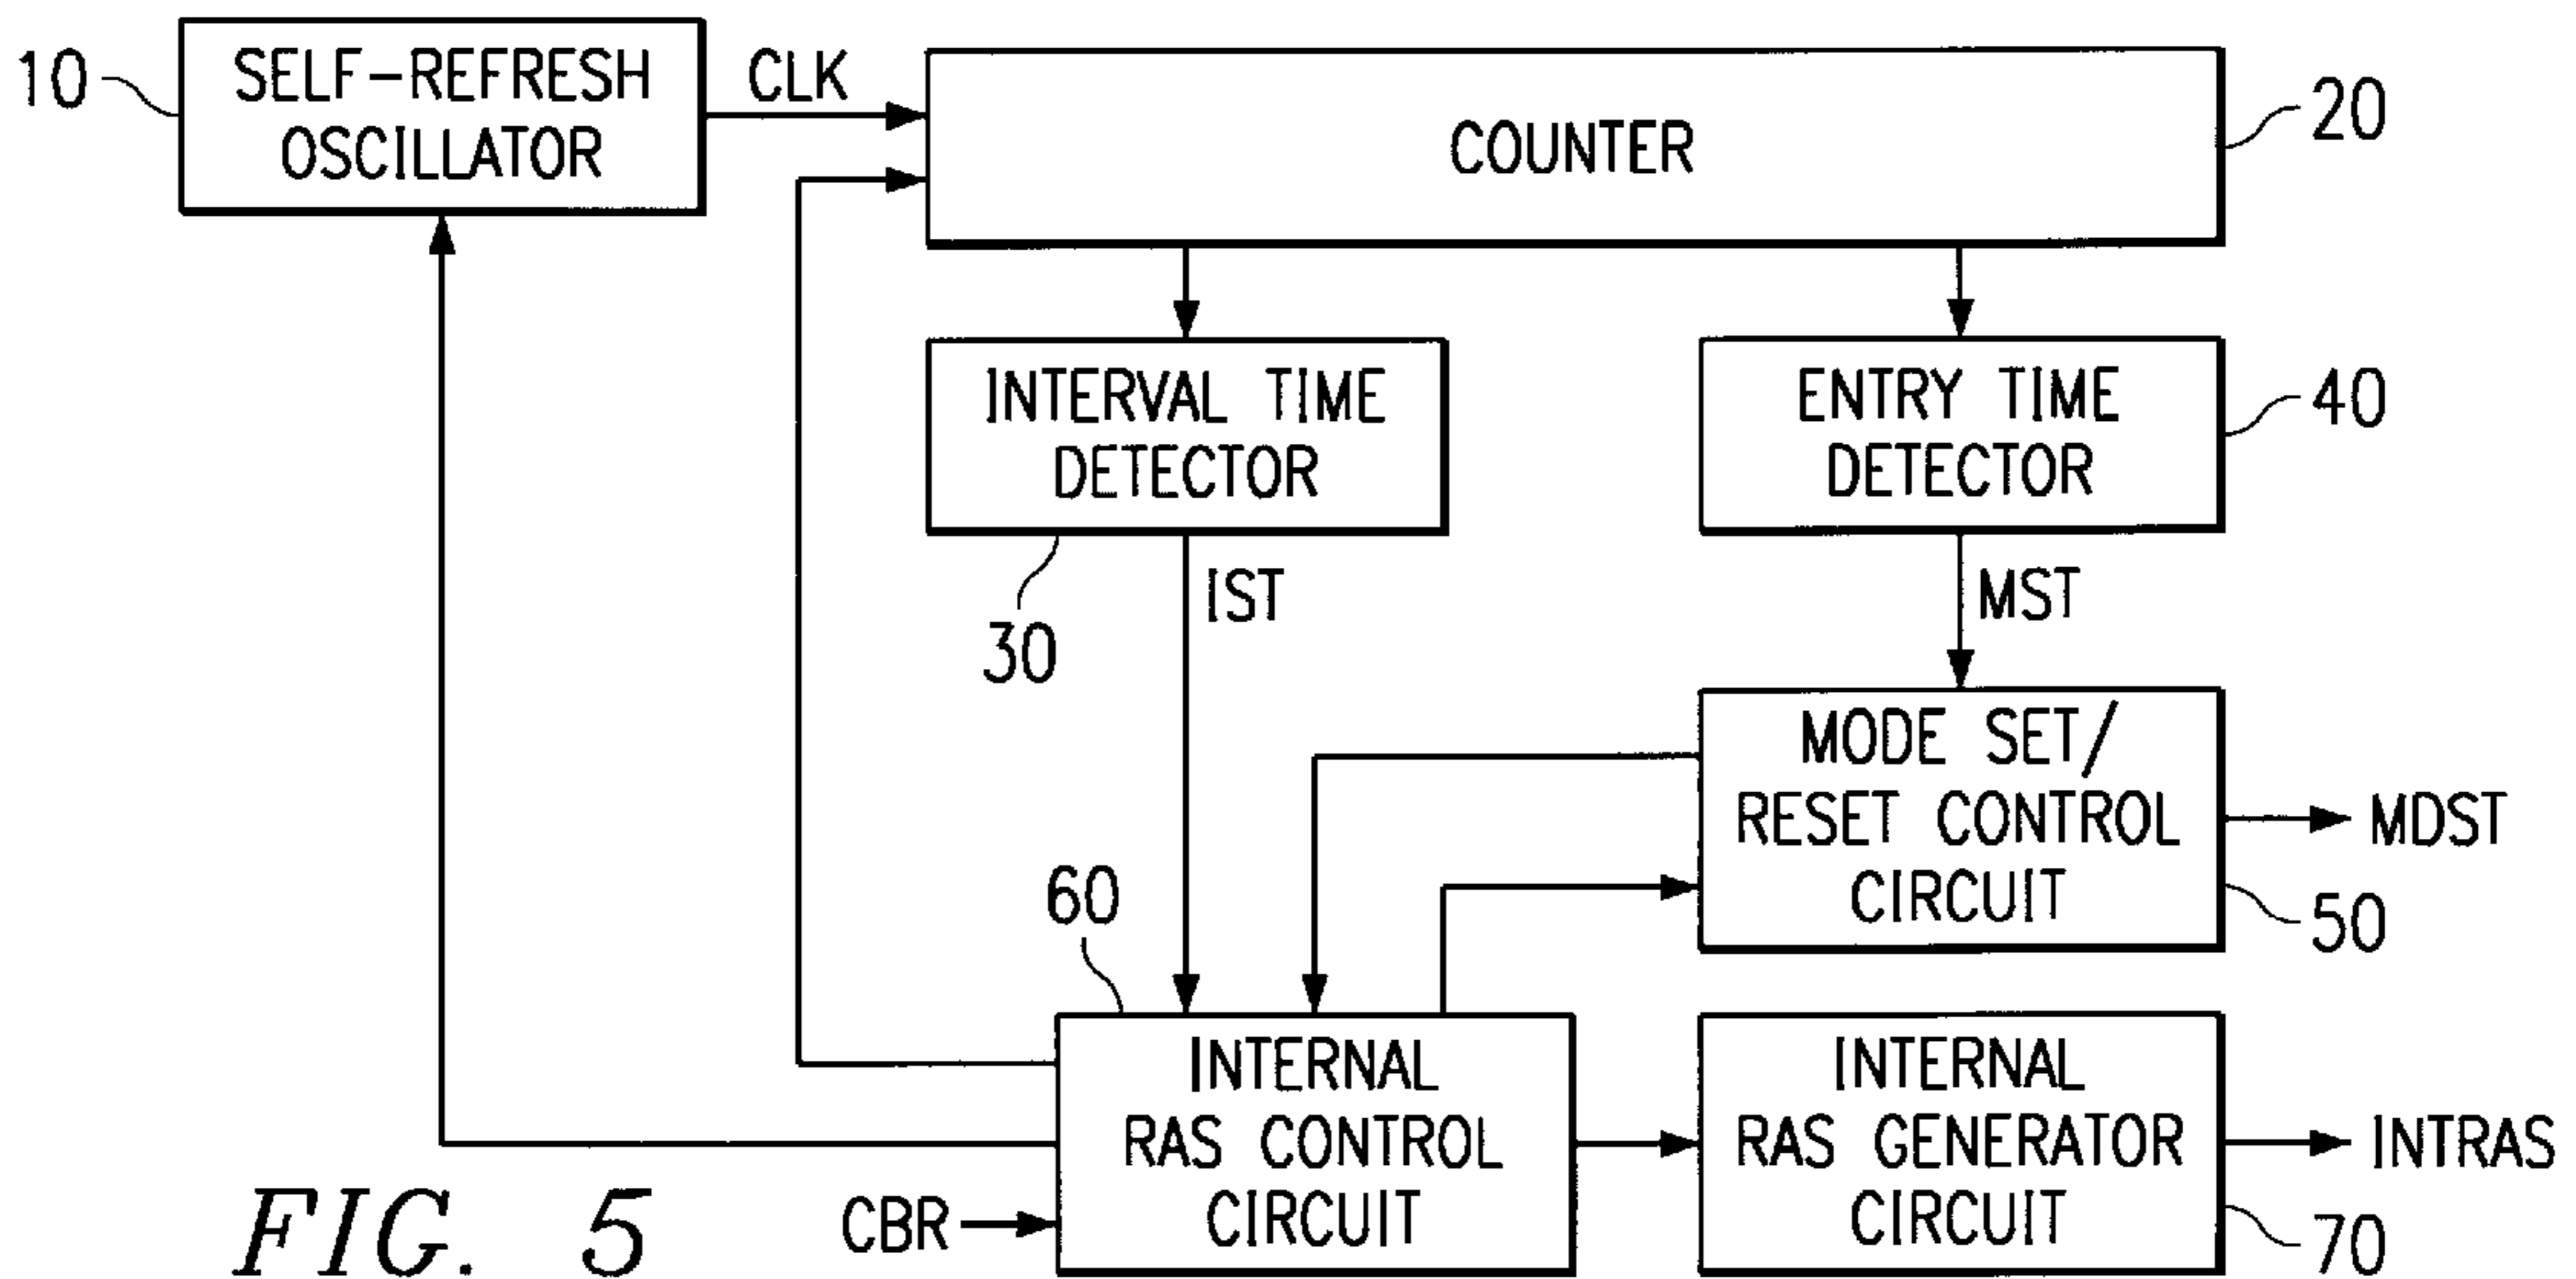 10
SELF-REFRESH
OSCILLATOR
CLK
COUNTER
20
INTERVAL TIME
DETECTOR
30
ENTRY TIME
DETECTOR
40
IST
MST
MODE SET/
RESET CONTROL
CIRCUIT
MDST
50
60
INTERNAL
RAS CONTROL
CIRCUIT
CBR
INTERNAL
RAS GENERATOR
CIRCUIT
INTRAS
70
FIG. 5